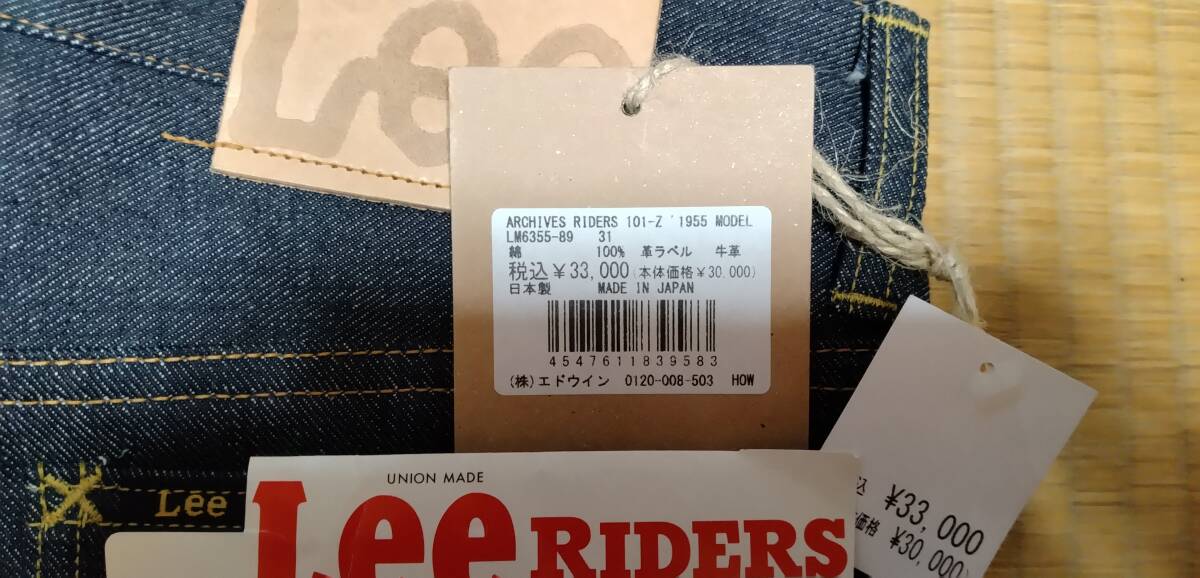 Lee
ARCHIVES RIDERS 101-Z '1955 MODEL
LM6355-89 31
綿 100% 革ラベル 牛革
税込¥33,000(本体価格¥30,000)
日本製 MADE IN JAPAN
4547611839583
(株)エドウイン 0120-008-503 HOW
込 ¥33,000
価格 ¥30,000)
Lee
UNION MADE
Lee RIDERS